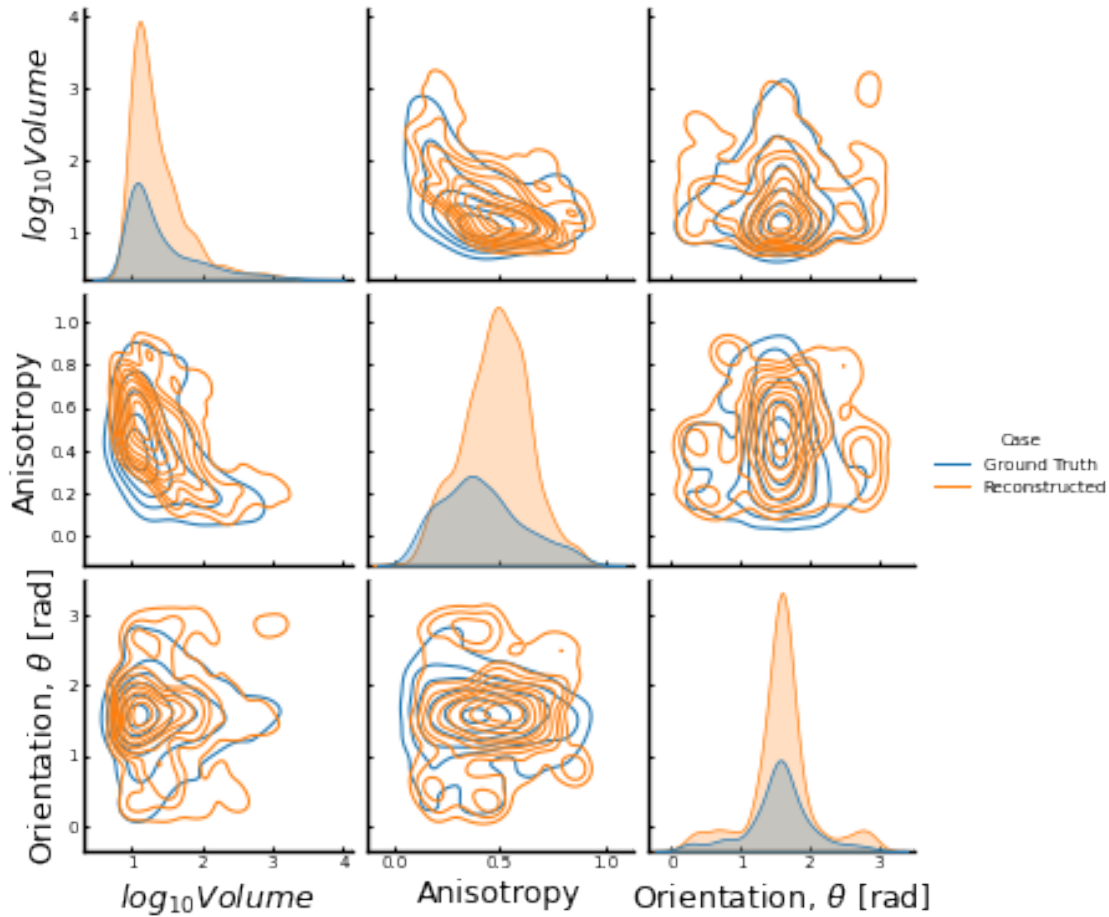 4
3
2
1
log10Volume
1.0
0.8
0.6
0.4
0.2
0.0
Anisotropy
Case
Ground Truth
Reconstructed
3
2
1
0
Orientation, θ [rad]
1 2 3 4
0.0 0.5 1.0
0 1 2 3
log10Volume Anisotropy Orientation, θ [rad]